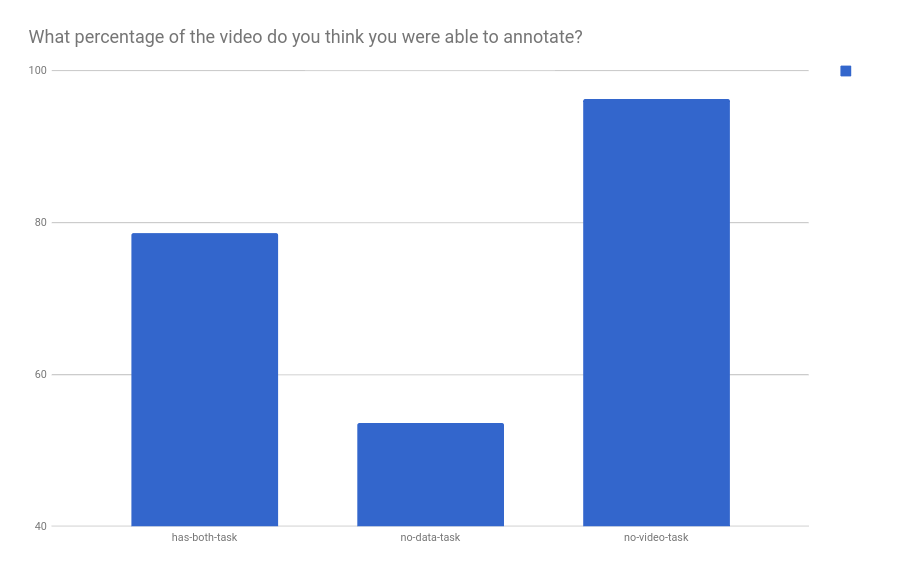 What percentage of the video do you think you were able to annotate?
100
80
60
40
has-both-task
no-data-task
no-video-task